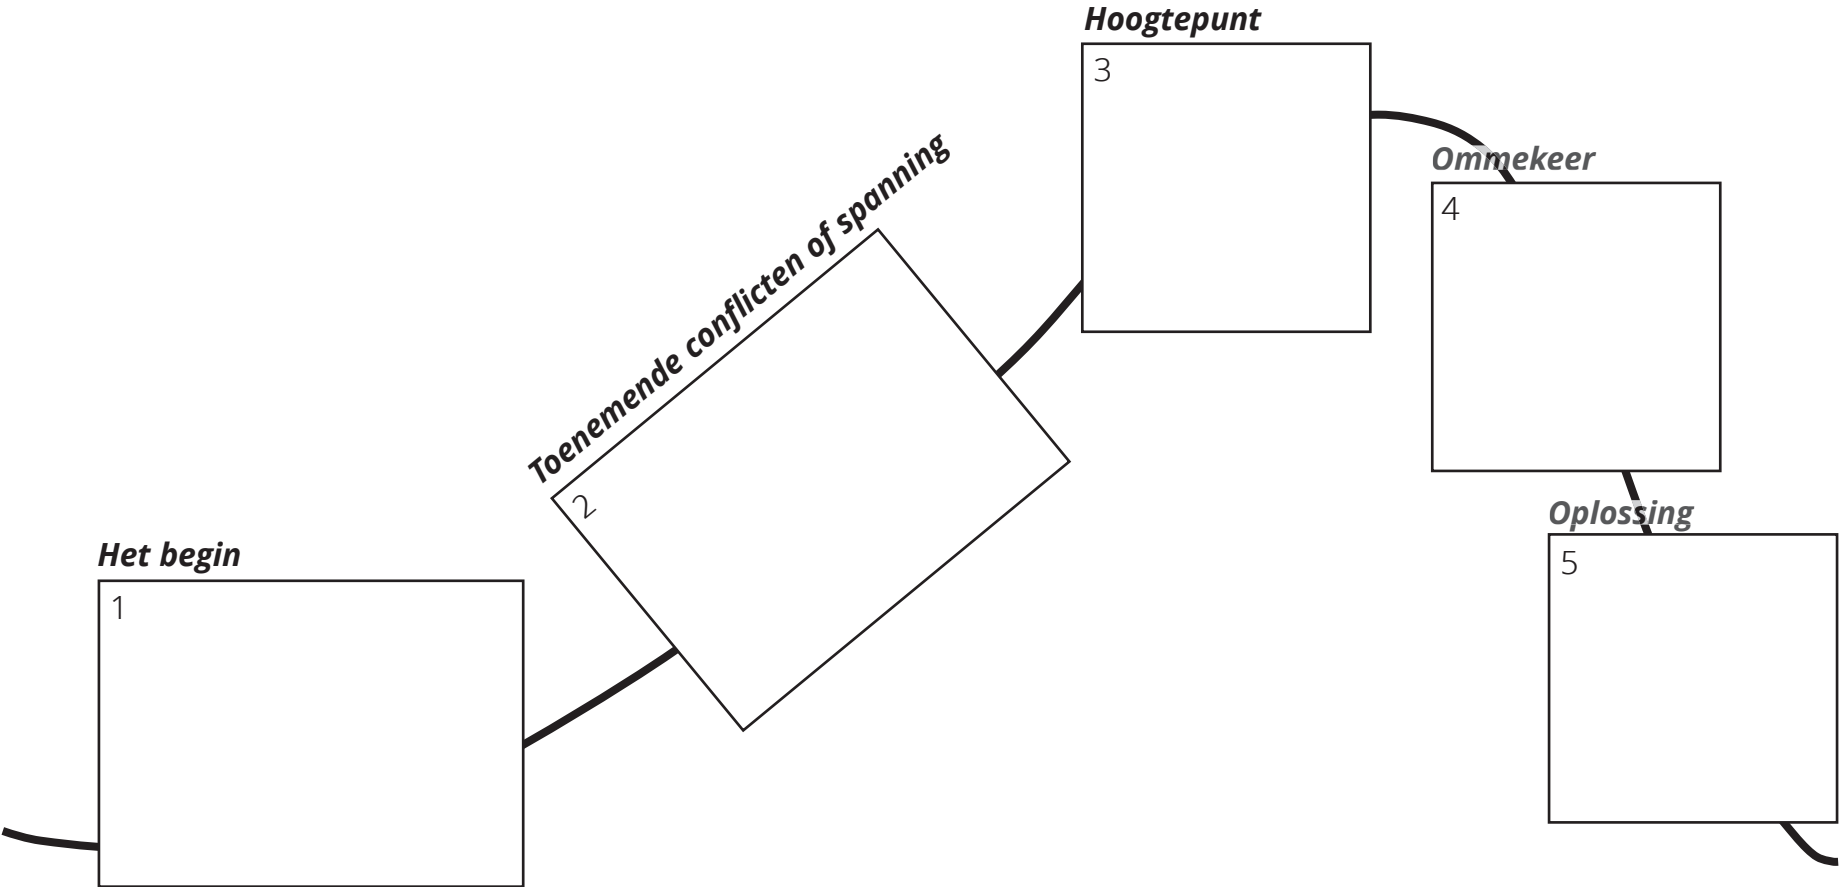 Het begin
1
Toenemende conflicten of spanning
2
Hoogtepunt
3
Ommekeer
4
Oplossing
5